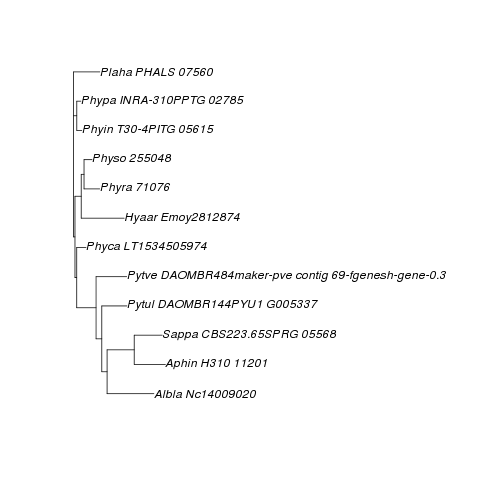 Plaha PHALS 07560
Phypa INRA-310PPTG 02785
Phyin T30-4PITG 05615
Physo 255048
Phyra 71076
Hyaar Emoy2812874
Phyca LT1534505974
Pytve DAOMBR484maker-pve contig 69-fgenesh-gene-0.3
Pytul DAOMBR144PYU1 G005337
Sappa CBS223.65SPRG 05568
Aphin H310 11201
Albla Nc14009020